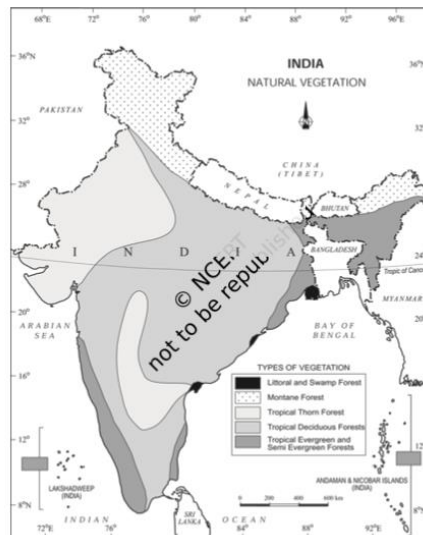 68°E 72° 76° 80° 84° 88° 92° 96°
INDIA
NATURAL VEGETATION
36°N
PAKISTAN
32°
28°
CHINA
(TIBET)
NEPAL
BHUTAN
INDIA
BANGLADESH
24°
Tropic of Canc
MYANMAR
© NCERT
not to be republished
20°
ARABIAN
SEA
BAY OF
BENGAL
16°
TYPES OF VEGETATION
Littoral and Swamp Forest
Montane Forest
Tropical Thorn Forest
Tropical Deciduous Forests
Tropical Evergreen and
Semi Evergreen Forests
12°
8°N
LAKSHADWEEP
(INDIA)
ANDAMAN & NICOBAR ISLANDS
(INDIA)
SRI
LANKA
0 200 400 600 km
INDIAN OCEAN
72°E 76° 80° 84° 88° 92°E